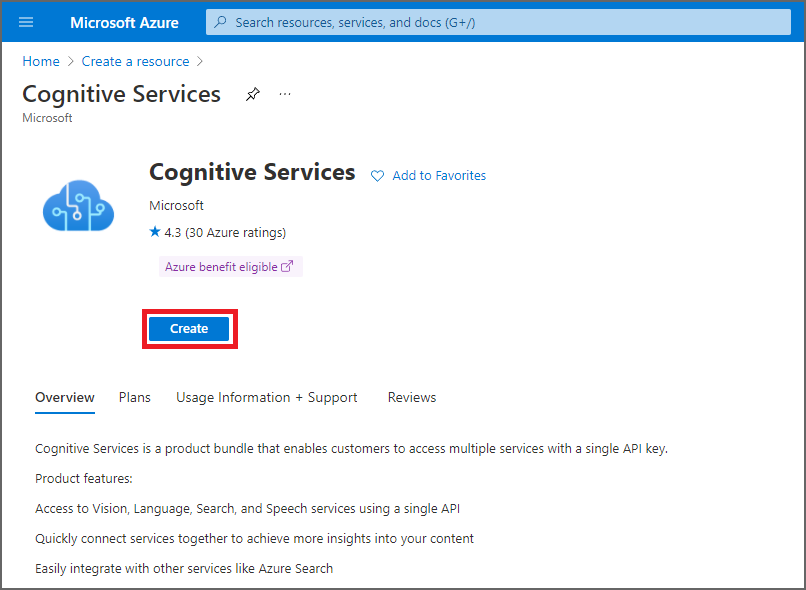 Microsoft Azure
Search resources, services, and docs (G+/)
Home > Create a resource >
Cognitive Services
...
Microsoft
Cognitive Services
Add to Favorites
Microsoft
4.3 (30 Azure ratings)
Azure benefit eligible
Create
Overview Plans Usage Information + Support Reviews
Cognitive Services is a product bundle that enables customers to access multiple services with a single API key.
Product features:
Access to Vision, Language, Search, and Speech services using a single API
Quickly connect services together to achieve more insights into your content
Easily integrate with other services like Azure Search